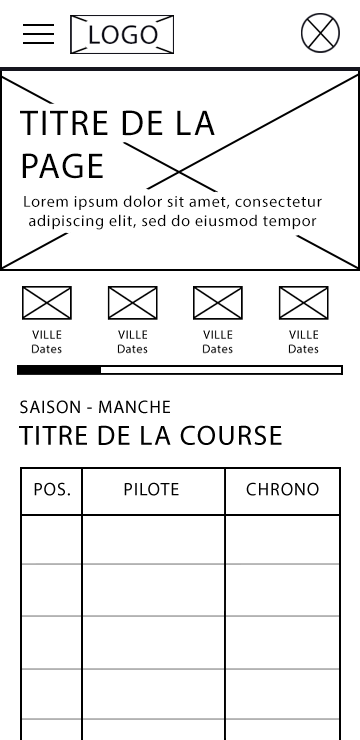 LOGO
TITRE DE LA
PAGE
Lorem ipsum dolor sit amet, consectetur
adipiscing elit, sed do eiusmod tempor
VILLE
Dates
VILLE
Dates
VILLE
Dates
VILLE
Dates
SAISON - MANCHE
TITRE DE LA COURSE
POS. PILOTE CHRONO